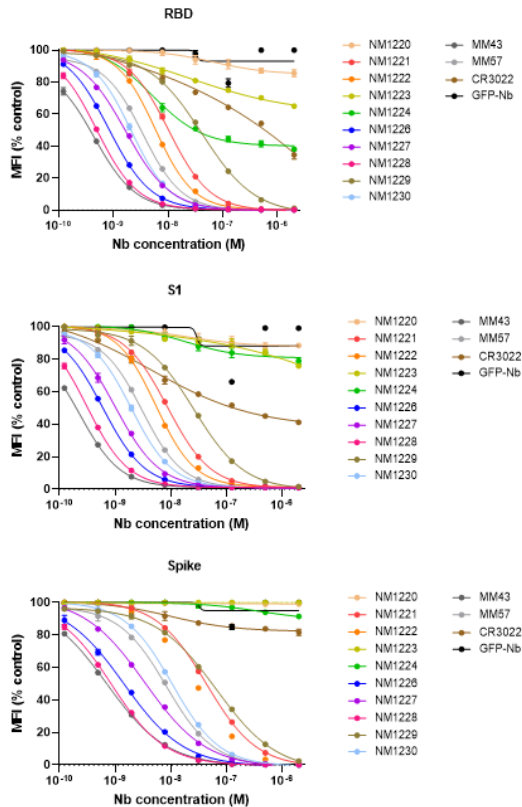 RBD
MFI (% control)
100
80
60
40
20
0
10-10
10-9
10-8
10-7
10-6
Nb concentration (M)
NM1220
NM1221
NM1222
NM1223
NM1224
NM1226
NM1227
NM1228
NM1229
NM1230
MM43
MM57
CR3022
GFP-Nb
S1
MFI (% control)
100
80
60
40
20
0
10-10
10-9
10-8
10-7
10-6
Nb concentration (M)
NM1220
NM1221
NM1222
NM1223
NM1224
NM1226
NM1227
NM1228
NM1229
NM1230
MM43
MM57
CR3022
GFP-Nb
Spike
MFI (% control)
100
80
60
40
20
0
10-10
10-9
10-8
10-7
10-6
Nb concentration (M)
NM1220
NM1221
NM1222
NM1223
NM1224
NM1226
NM1227
NM1228
NM1229
NM1230
MM43
MM57
CR3022
GFP-Nb